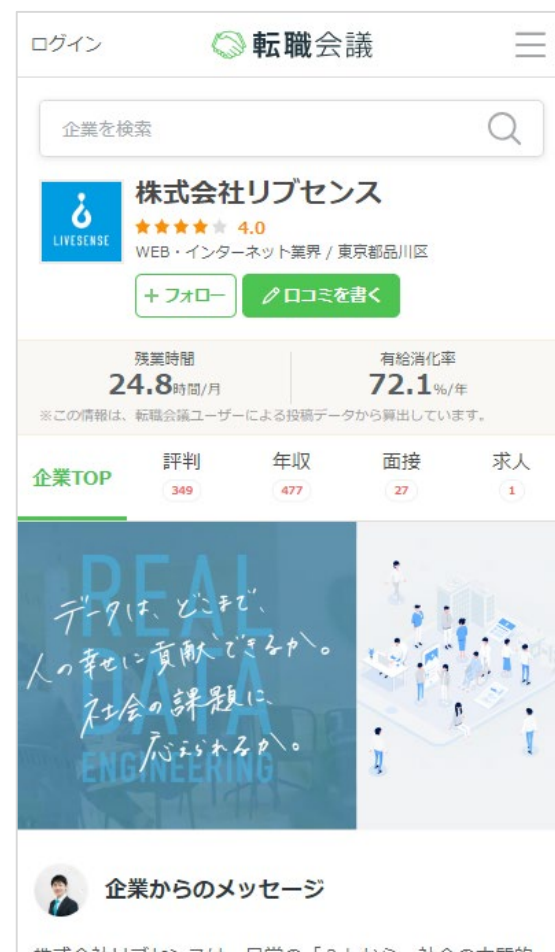 ログイン
転職会議
企業を検索
LIVESENSE
株式会社リブセンス
★★★★★ 4.0
WEB・インターネット業界 / 東京都品川区
+ フォロー
口コミを書く
残業時間
24.8時間/月
有給消化率
72.1%/年
※この情報は、転職会議ユーザーによる投稿データから算出しています。
企業TOP
評判
349
年収
477
面接
27
求人
1
REAL
DATA
ENGINEERING
データは、どこまで、
人の幸せに貢献できるか。
社会の課題に、
応えられるか。
企業からのメッセージ